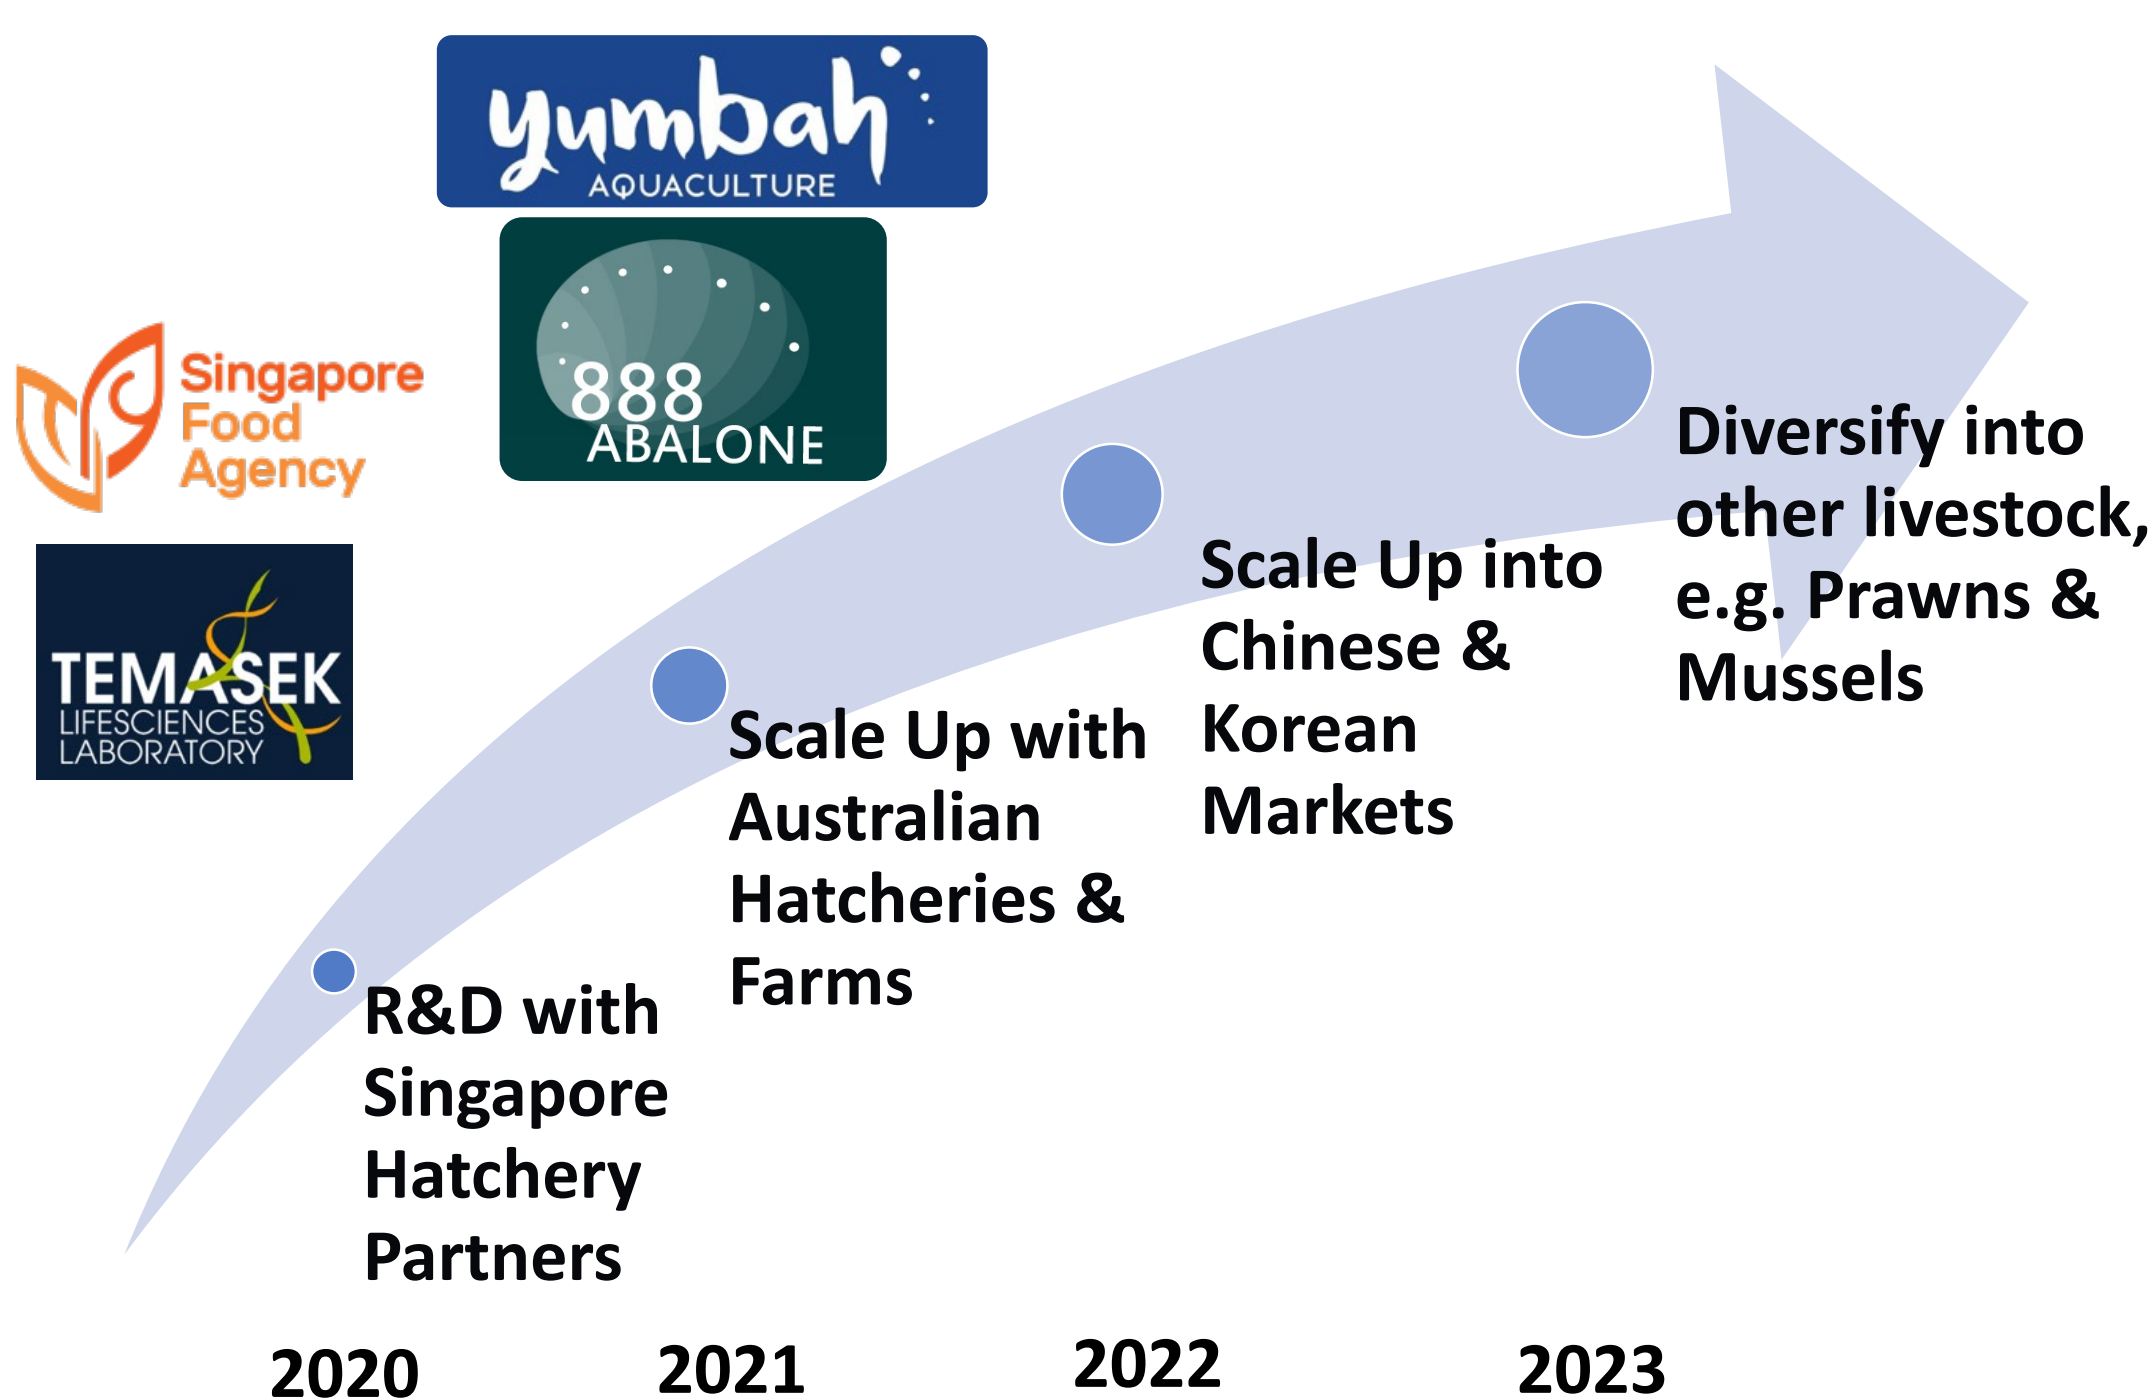 yumbah
AQUACULTURE
888
ABALONE
Singapore
Food
Agency
TEMASEK
LIFESCIENCES
LABORATORY
R&D with
Singapore
Hatchery
Partners
Scale Up with
Australian
Hatcheries &
Farms
Scale Up into
Chinese &
Korean
Markets
Diversify into
other livestock,
e.g. Prawns &
Mussels
2020
2021
2022
2023